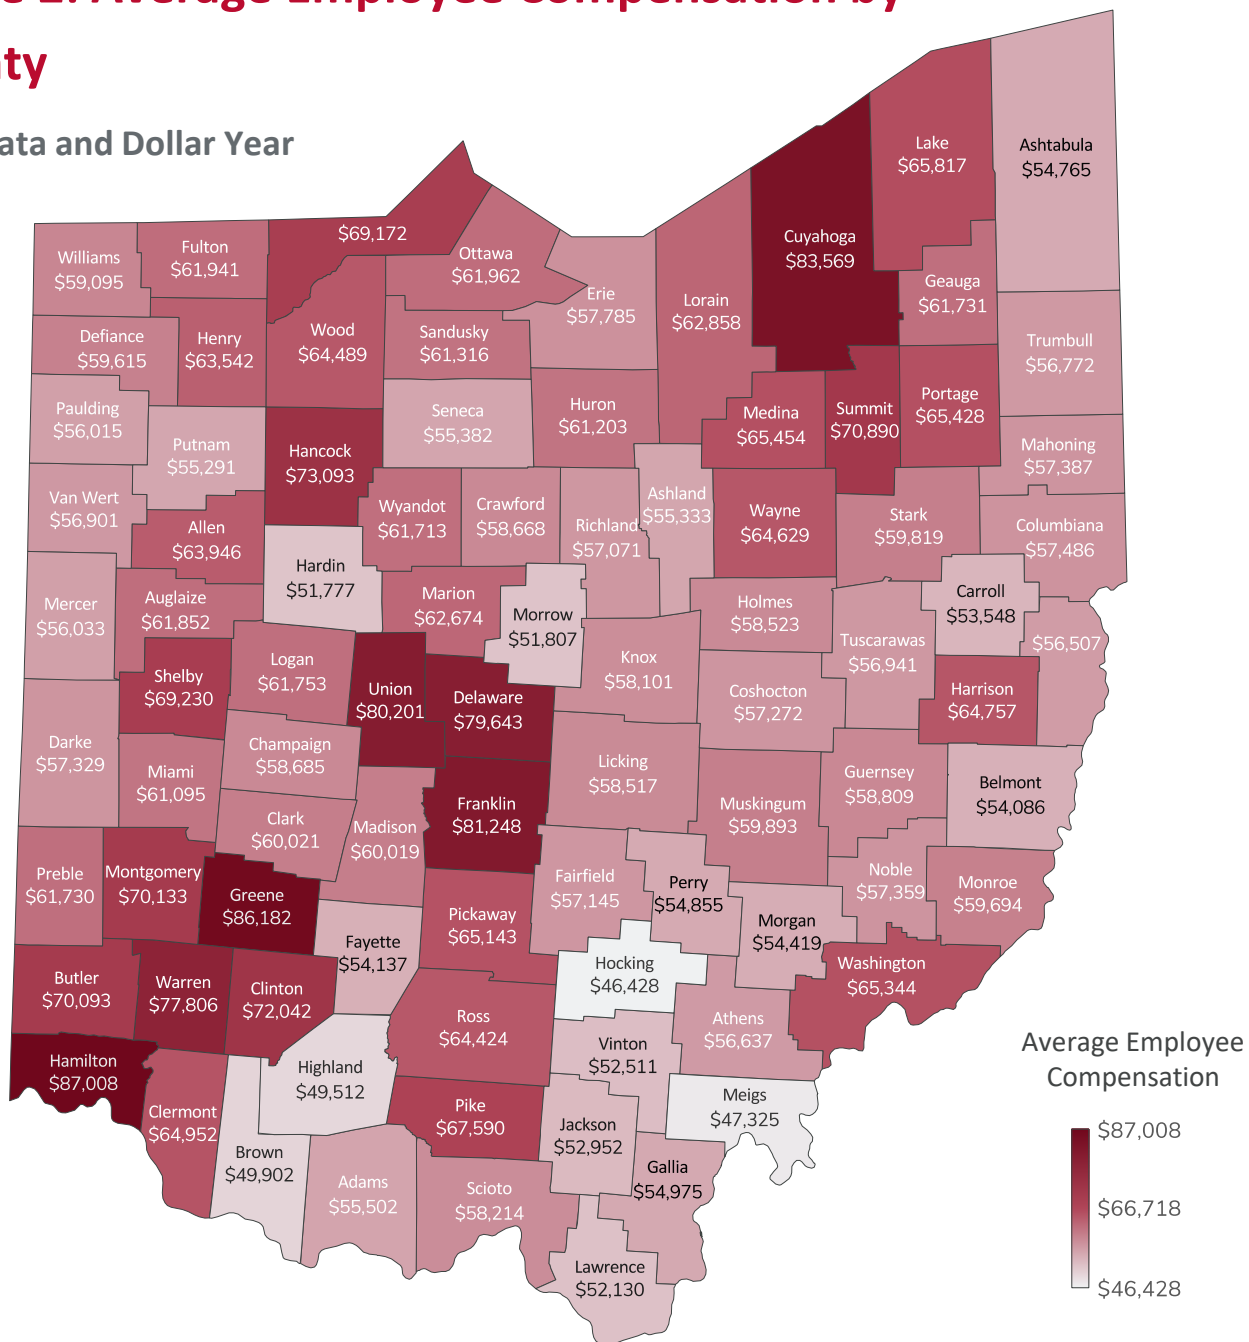 Average Employee Compensation by
ata and Dollar Year
Lake
$65,817
Ashtabula
$54,765
$69,172
Cuyahoga
$83,569
Williams
$59,095
Fulton
$61,941
Ottawa
$61,962
Erie
$57,785
Lorain
$62,858
Geauga
$61,731
Defiance
$59,615
Henry
$63,542
Wood
$64,489
Sandusky
$61,316
Trumbull
$56,772
Paulding
$56,015
Putnam
$55,291
Hancock
$73,093
Seneca
$55,382
Huron
$61,203
Medina
$65,454
Summit
$70,890
Portage
$65,428
Mahoning
$57,387
Van Wert
$56,901
Allen
$63,946
Wyandot
$61,713
Crawford
$58,668
Richland
$57,071
Ashland
$55,333
Wayne
$64,629
Stark
$59,819
Columbiana
$57,486
Mercer
$56,033
Auglaize
$61,852
Hardin
$51,777
Marion
$62,674
Morrow
$51,807
Holmes
$58,523
Tuscarawas
$56,941
Carroll
$53,548
$56,507
Shelby
$69,230
Logan
$61,753
Union
$80,201
Delaware
$79,643
Knox
$58,101
Coshocton
$57,272
Harrison
$64,757
Darke
$57,329
Miami
$61,095
Champaign
$58,685
Licking
$58,517
Guernsey
$58,809
Belmont
$54,086
Clark
$60,021
Madison
$60,019
Franklin
$81,248
Muskingum
$59,893
Preble
$61,730
Montgomery
$70,133
Greene
$86,182
Fairfield
$57,145
Perry
$54,855
Noble
$57,359
Monroe
$59,694
Fayette
$54,137
Pickaway
$65,143
Morgan
$54,419
Butler
$70,093
Warren
$77,806
Clinton
$72,042
Hocking
$46,428
Washington
$65,344
Ross
$64,424
Vinton
$52,511
Athens
$56,637
Hamilton
$87,008
Highland
$49,512
Clermont
$64,952
Pike
$67,590
Jackson
$52,952
Meigs
$47,325
Brown
$49,902
Adams
$55,502
Scioto
$58,214
Gallia
$54,975
Lawrence
$52,130
Average Employee
Compensation
$87,008
$66,718
$46,428